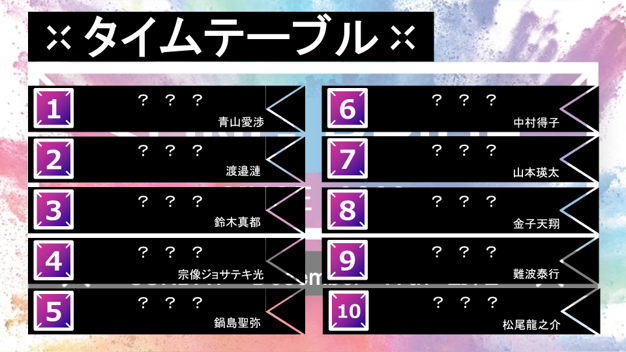 タイムテーブル
1
？ ？ ？
青山愛渉
2
？ ？ ？
渡邉漣
3
？ ？ ？
鈴木真都
4
？ ？ ？
宗像ジョサテキ光
5
？ ？ ？
鍋島聖弥
6
？ ？ ？
中村得子
7
？ ？ ？
山本瑛太
8
？ ？ ？
金子天翔
9
？ ？ ？
難波泰行
10
？ ？ ？
松尾龍之介